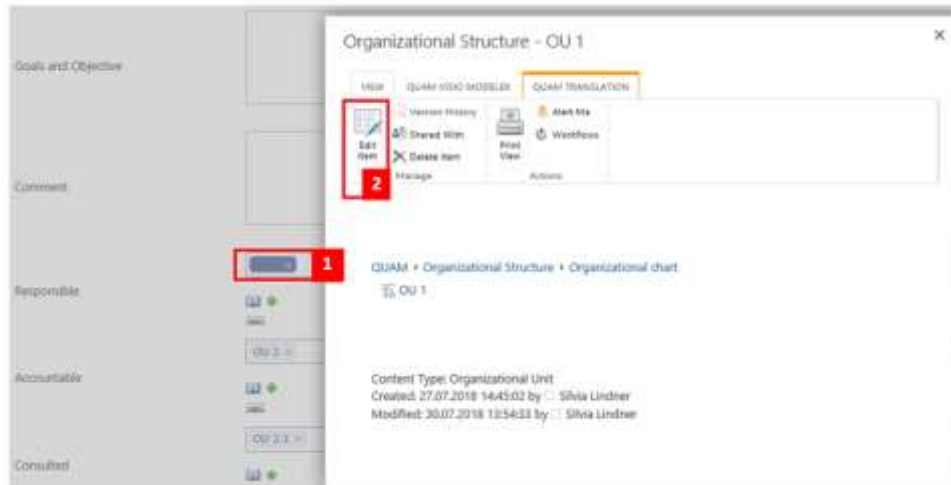 Organizational Structure - OU 1
×
Goals and Objective
VIEW
QUAM VISIO MODELER
QUAM TRANSLATION
Edit Item
Version History
Shared With
Delete Item
Manage
Print View
Alert Me
Workflows
Actions
2
Comment
1
QUAM › Organizational Structure › Organizational chart
OU 1
Responsible
OU 2 ×
Accountable
Content Type: Organizational Unit
Created: 27.07.2018 14:45:02 by Silvia Lindner
Modified: 30.07.2018 13:54:33 by Silvia Lindner
Consulted